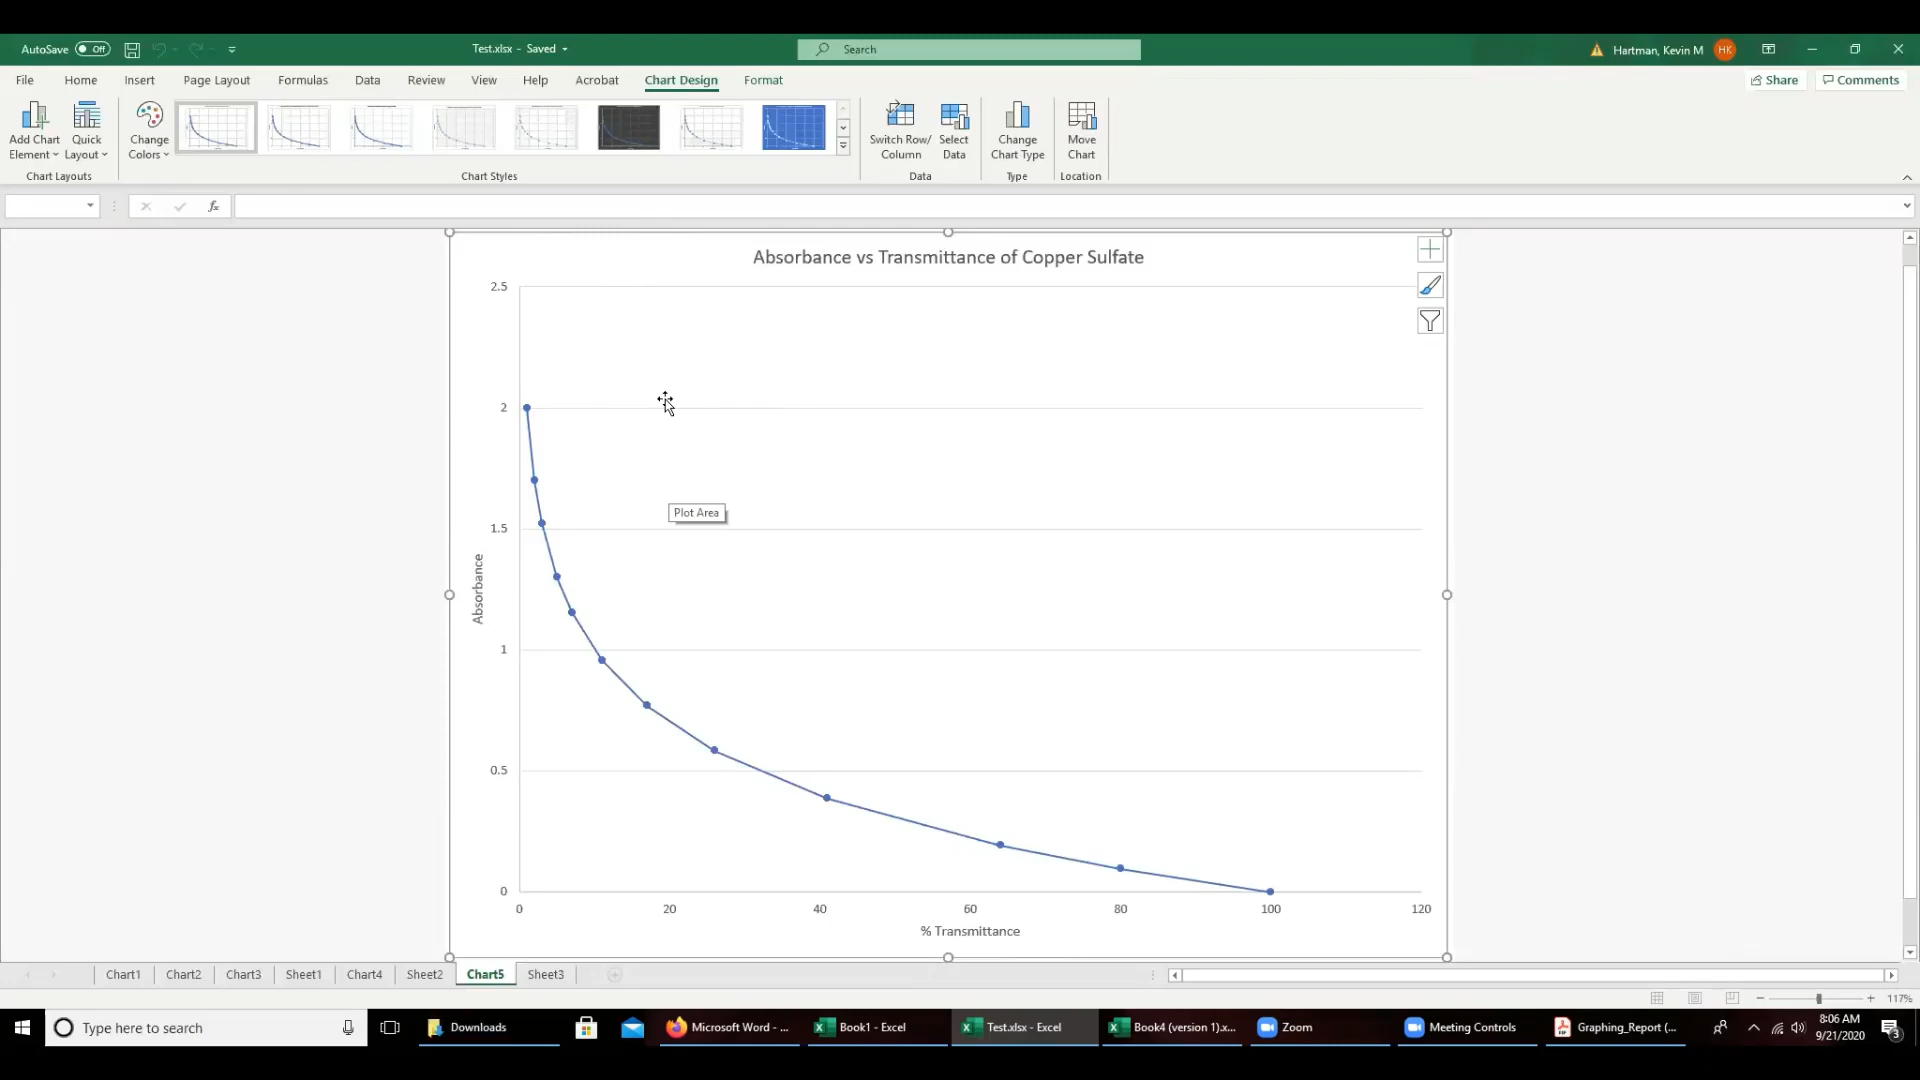 AutoSave Off
Test.xlsx - Saved
Search
Hartman, Kevin M
HK
File Home Insert Page Layout Formulas Data Review View Help Acrobat Chart Design Format
Share Comments
Add Chart Element
Quick Layout
Change Colors
Switch Row/ Column
Select Data
Change Chart Type
Move Chart
Chart Layouts
Chart Styles
Data
Type
Location
fx
Absorbance vs Transmittance of Copper Sulfate
2.5
2
1.5
1
0.5
0
Absorbance
Plot Area
0 20 40 60 80 100 120
% Transmittance
Chart1 Chart2 Chart3 Sheet1 Chart4 Sheet2 Chart5 Sheet3
117%
Type here to search
Downloads
Microsoft Word - ...
Book1 - Excel
Test.xlsx - Excel
Book4 (version 1).x...
Zoom
Meeting Controls
Graphing_Report (...
8:06 AM
9/21/2020
3